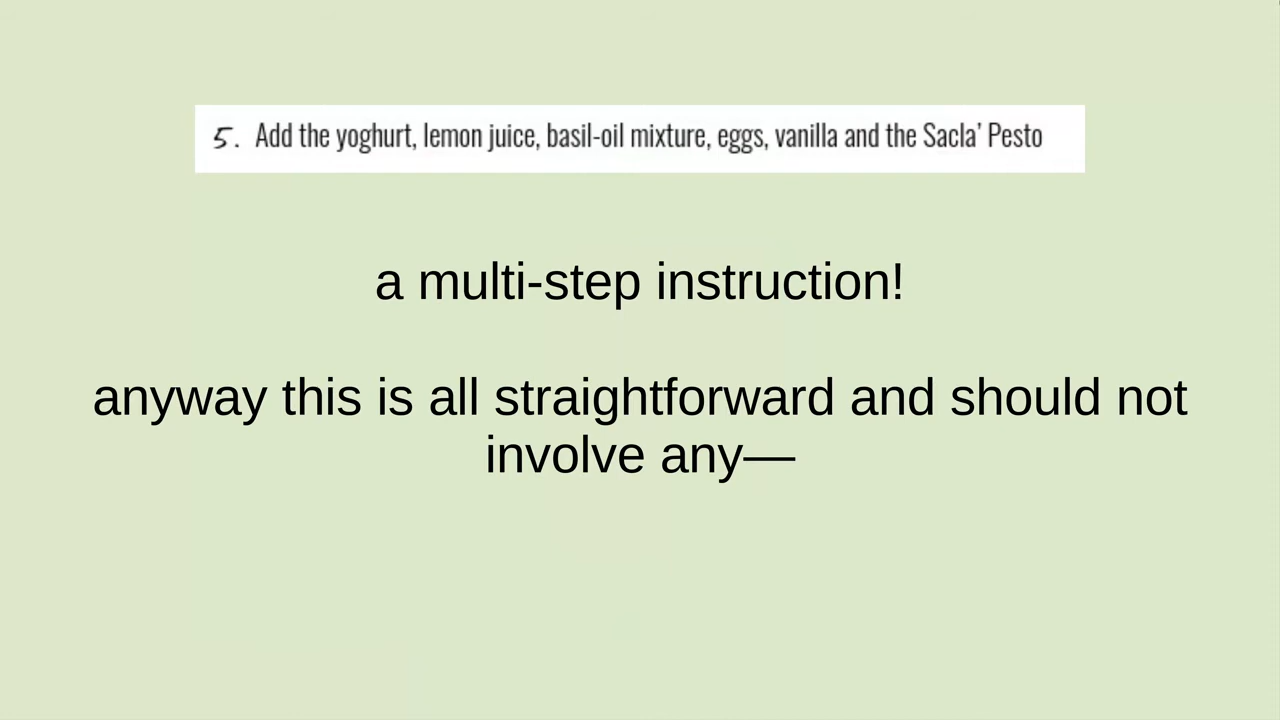 5. Add the yoghurt, lemon juice, basil-oil mixture, eggs, vanilla and the Sacla' Pesto
a multi-step instruction!
anyway this is all straightforward and should not
involve any—